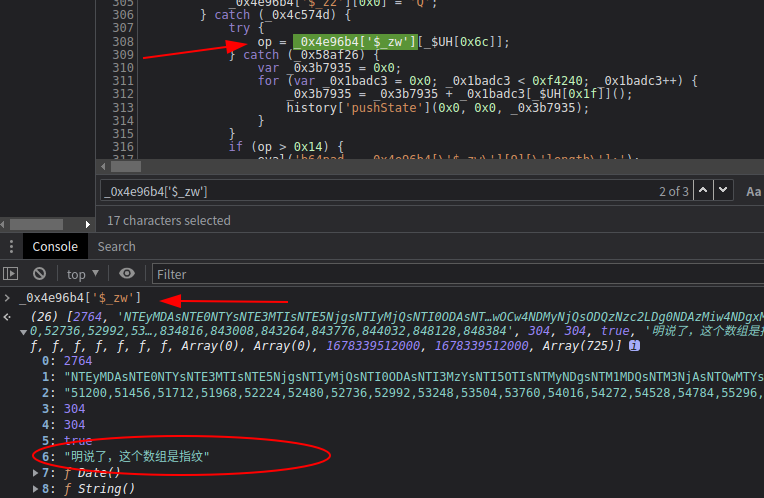 305 _0x4e96b4['$_zz'][0x0] = 'Q';
306 } catch (_0x4c574d) {
307 try {
308 op = _0x4e96b4['$_zw'][_$UH[0x6c]];
309 } catch (_0x58af26) {
310 var _0x3b7935 = 0x0;
311 for (var _0x1badc3 = 0x0; _0x1badc3 < 0xf4240; _0x1badc3++) {
312 _0x3b7935 = _0x3b7935 + _0x1badc3[_$UH[0x1f]]();
313 history['pushState'](0x0, 0x0, _0x3b7935);
314 }
315 }
316 if (op > 0x14) {
317
_0x4e96b4['$_zw'] 2 of 3 Aa
17 characters selected
Console Search
top Filter
> _0x4e96b4['$_zw']
(26) [2764, 'NTEyMDAsNTE0NTYsNTE3MTIsNTE5NjgsNTIyMjQsNTI0ODAsNT…wOCw4NDMyNjQsODQzNzc2LDg0NDAzMiw4NDgxM
0,52736,52992,53…,834816,843008,843264,843776,844032,848128,848384', 304, 304, true, '明说了，这个数组是指
ƒ, ƒ, ƒ, ƒ, ƒ, ƒ, ƒ, Array(0), Array(0), 1678339512000, 1678339512000, Array(725)] i
0: 2764
1: "NTEyMDAsNTE0NTYsNTE3MTIsNTE5NjgsNTIyMjQsNTI0ODAsNTI3MzYsNTI5OTIsNTMyNDgsNTM1MDQsNTM3NjAsNTQwMTYs
2: "51200,51456,51712,51968,52224,52480,52736,52992,53248,53504,53760,54016,54272,54528,54784,55296,
3: 304
4: 304
5: true
6: "明说了，这个数组是指纹"
7: ƒ Date()
8: ƒ String()